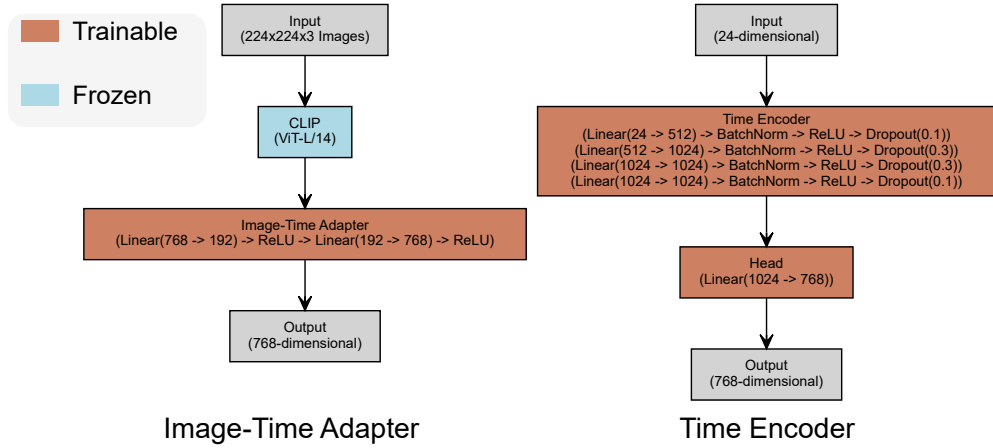 Trainable
Frozen
Input
(224x224x3 Images)
CLIP
(ViT-L/14)
Image-Time Adapter
(Linear(768 -> 192) -> ReLU -> Linear(192 -> 768) -> ReLU)
Output
(768-dimensional)
Image-Time Adapter
Input
(24-dimensional)
Time Encoder
(Linear(24 -> 512) -> BatchNorm -> ReLU -> Dropout(0.1))
(Linear(512 -> 1024) -> BatchNorm -> ReLU -> Dropout(0.3))
(Linear(1024 -> 1024) -> BatchNorm -> ReLU -> Dropout(0.3))
(Linear(1024 -> 1024) -> BatchNorm -> ReLU -> Dropout(0.1))
Head
(Linear(1024 -> 768))
Output
(768-dimensional)
Time Encoder